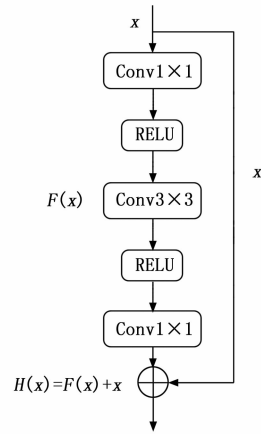 x
Conv1×1
RELU
F(x)
Conv3×3
x
RELU
Conv1×1
H(x)=F(x)+x